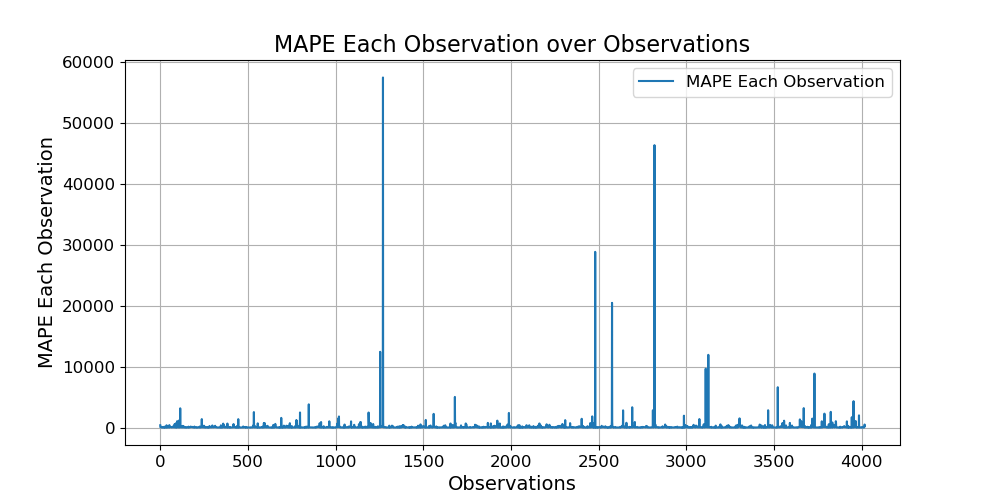 MAPE Each Observation over Observations
MAPE Each Observation
60000
50000
40000
30000
20000
10000
0
MAPE Each Observation
0 500 1000 1500 2000 2500 3000 3500 4000
Observations